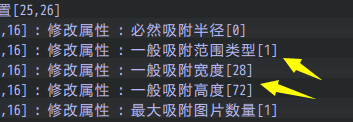 置[25,26]
,16]：修改属性：必然吸附半径[0]
,16]：修改属性：一般吸附范围类型[1]
,16]：修改属性：一般吸附宽度[28]
,16]：修改属性：一般吸附高度[72]
,16]：修改属性：最大吸附图片数量[1]